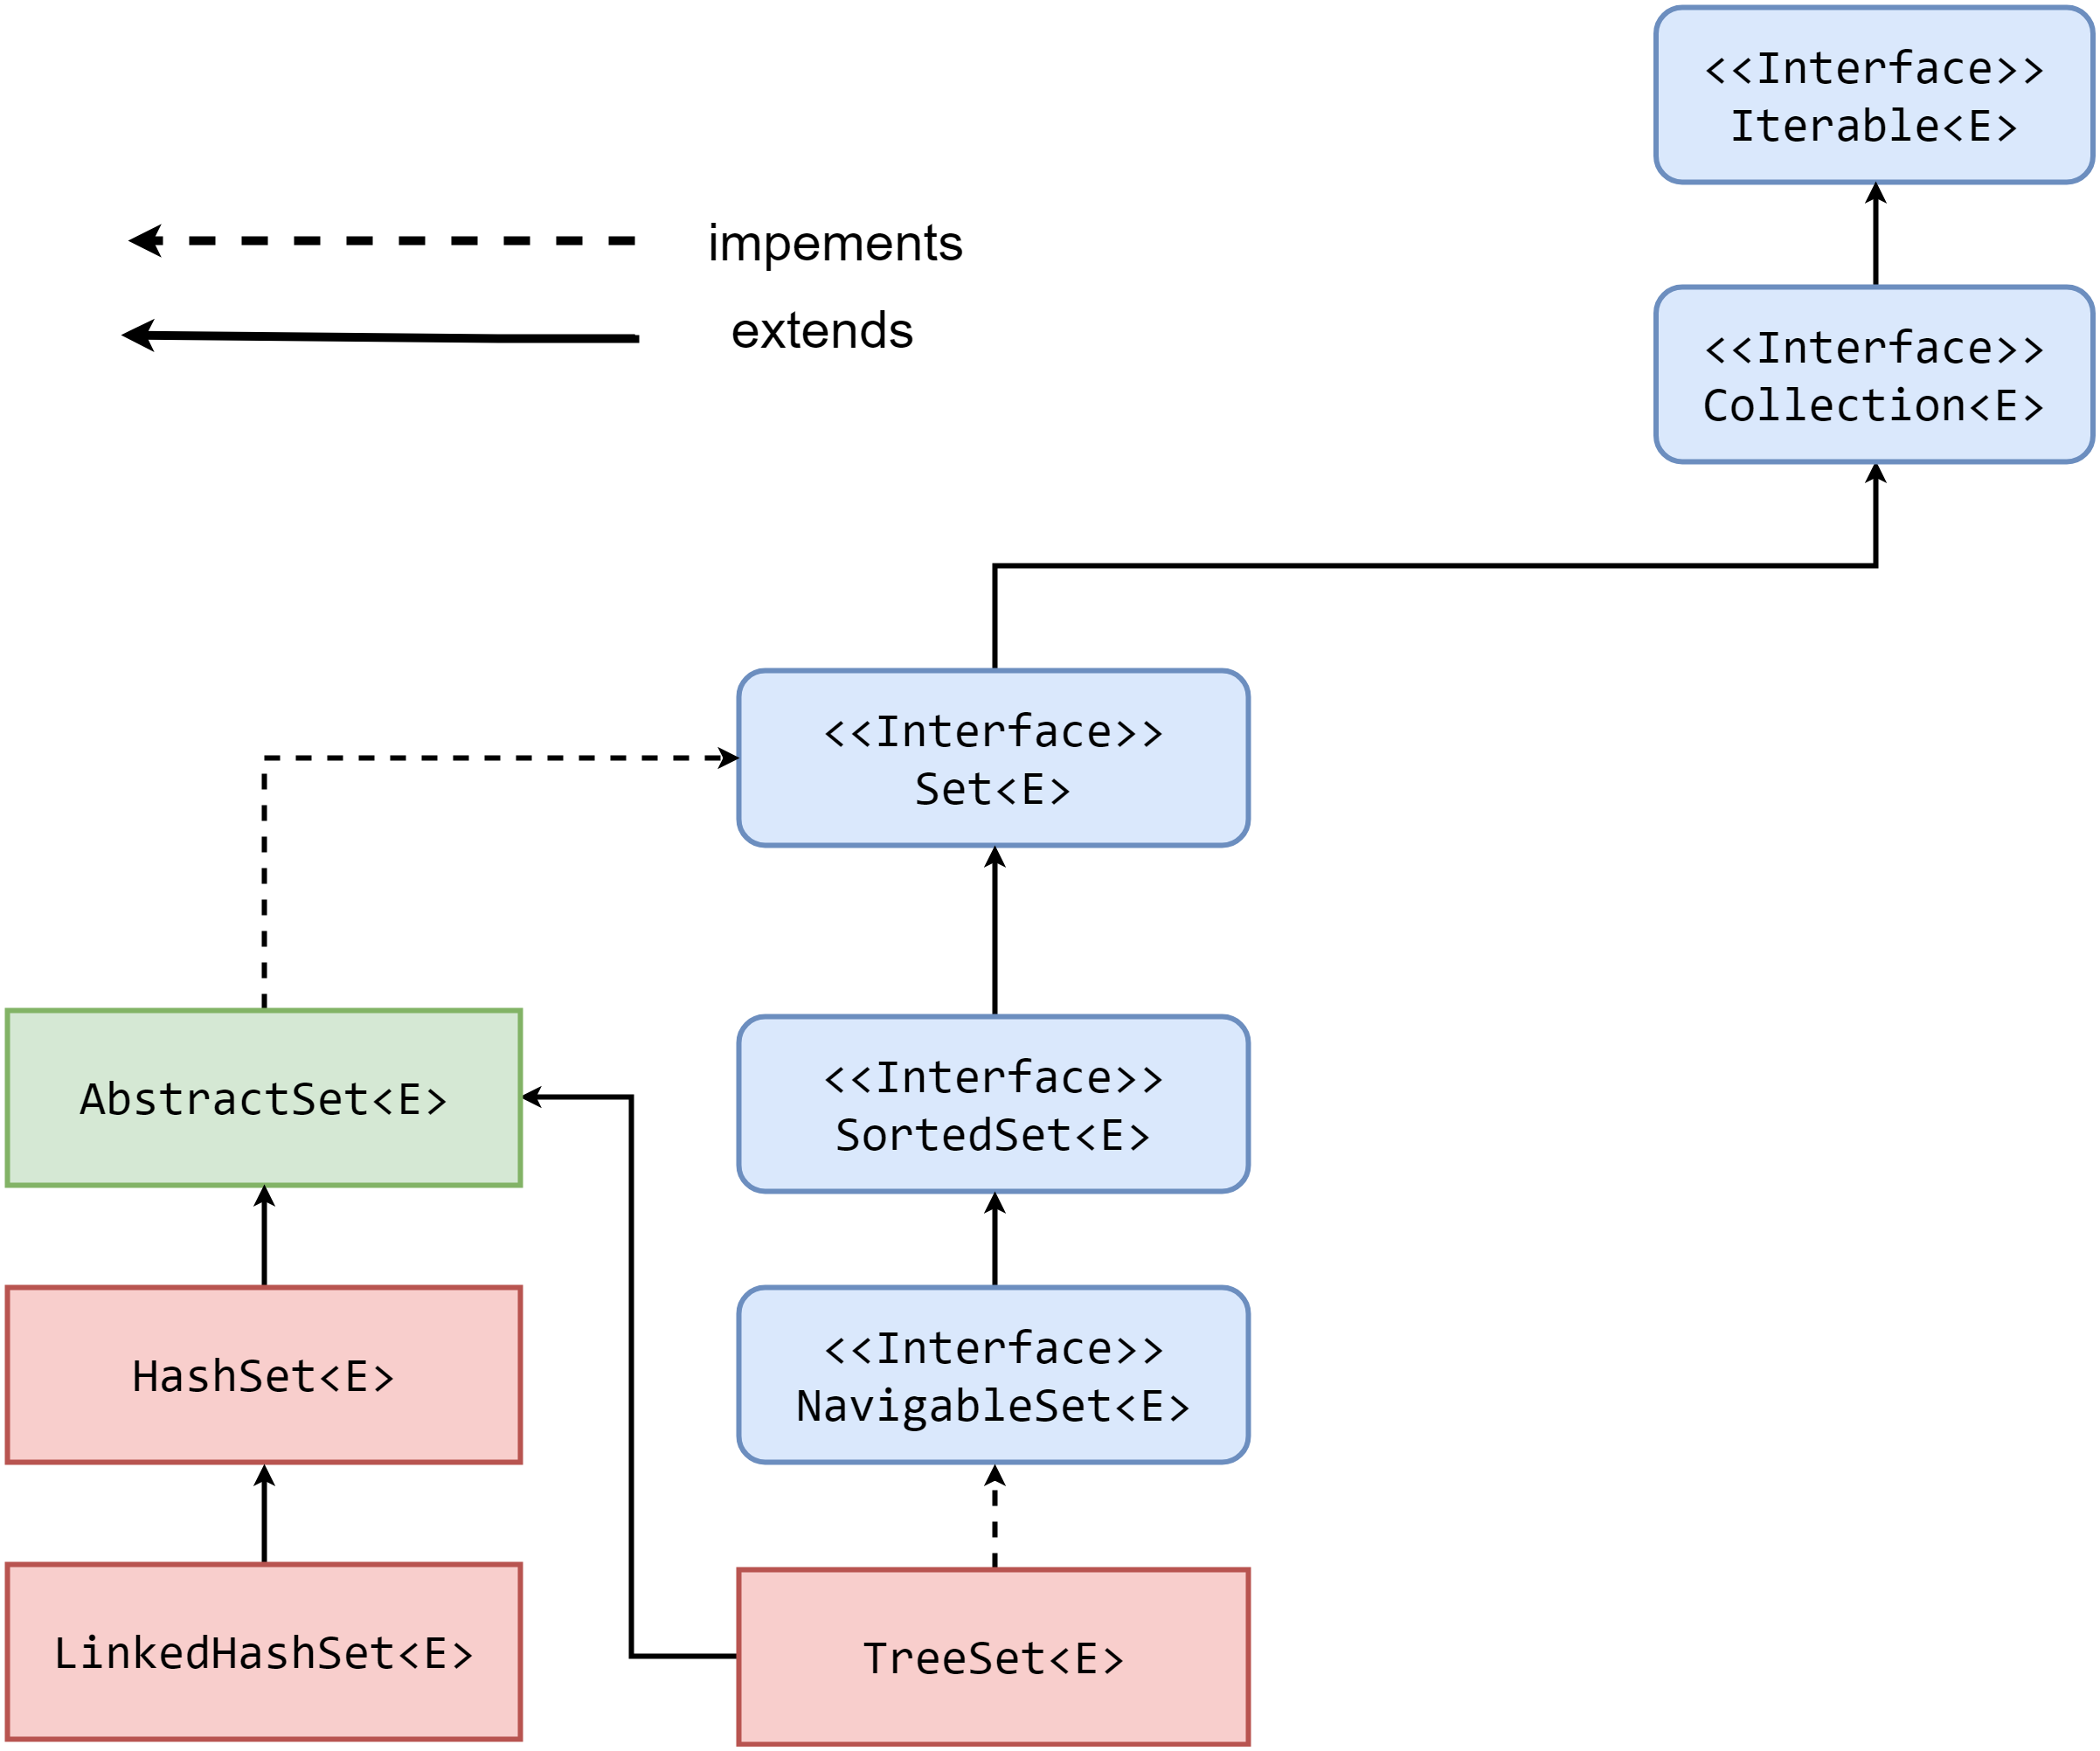 <<Interface>>
Iterable<E>
impements
extends
<<Interface>>
Collection<E>
<<Interface>>
Set<E>
AbstractSet<E>
<<Interface>>
SortedSet<E>
HashSet<E>
<<Interface>>
NavigableSet<E>
LinkedHashSet<E>
TreeSet<E>